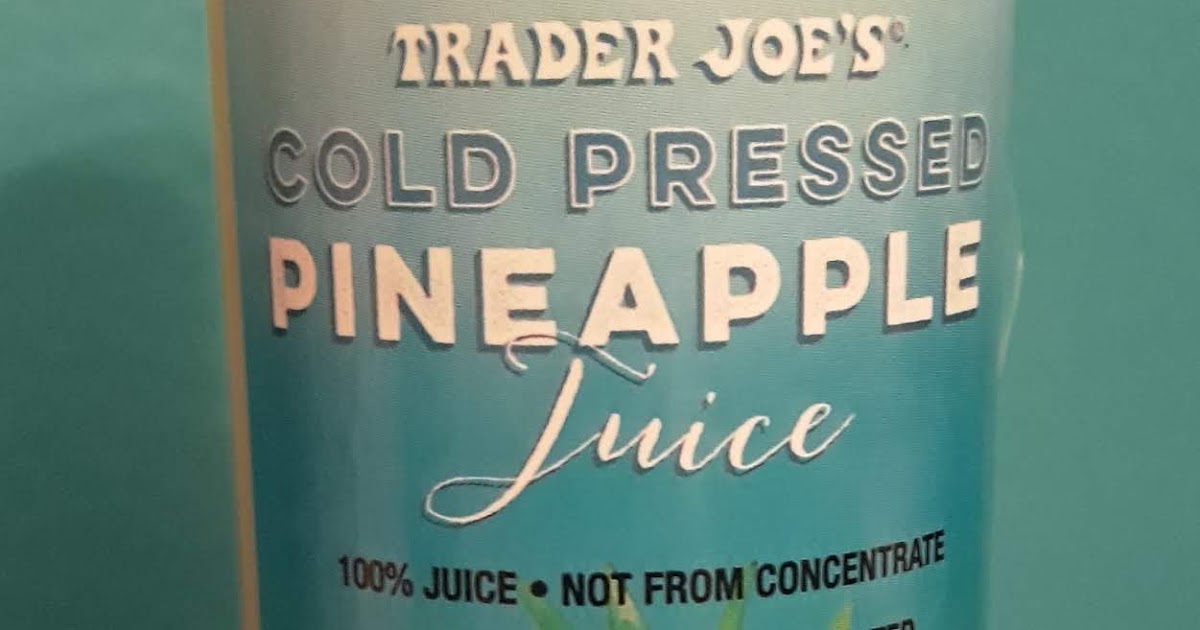 TRADER JOE'S®
COLD PRESSED
PINEAPPLE
Juice
100% JUICE • NOT FROM CONCENTRATE